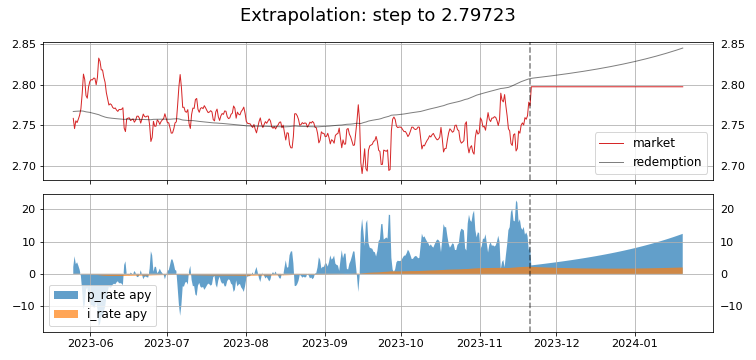 Extrapolation: step to 2.79723
2.85 2.85
2.80 2.80
2.75 2.75
2.70 2.70
market
redemption
20 20
10 10
0 0
−10 −10
p_rate apy
i_rate apy
2023-06 2023-07 2023-08 2023-09 2023-10 2023-11 2023-12 2024-01